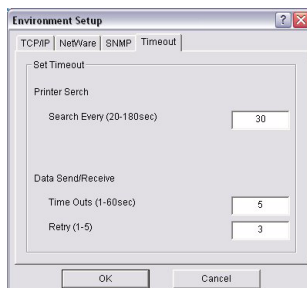 Environment Setup
TCP/IP NetWare SNMP Timeout
Set Timeout
Printer Serch
Search Every (20-180sec) 30
Data Send/Receive
Time Outs (1-60sec) 5
Retry (1-5) 3
OK Cancel